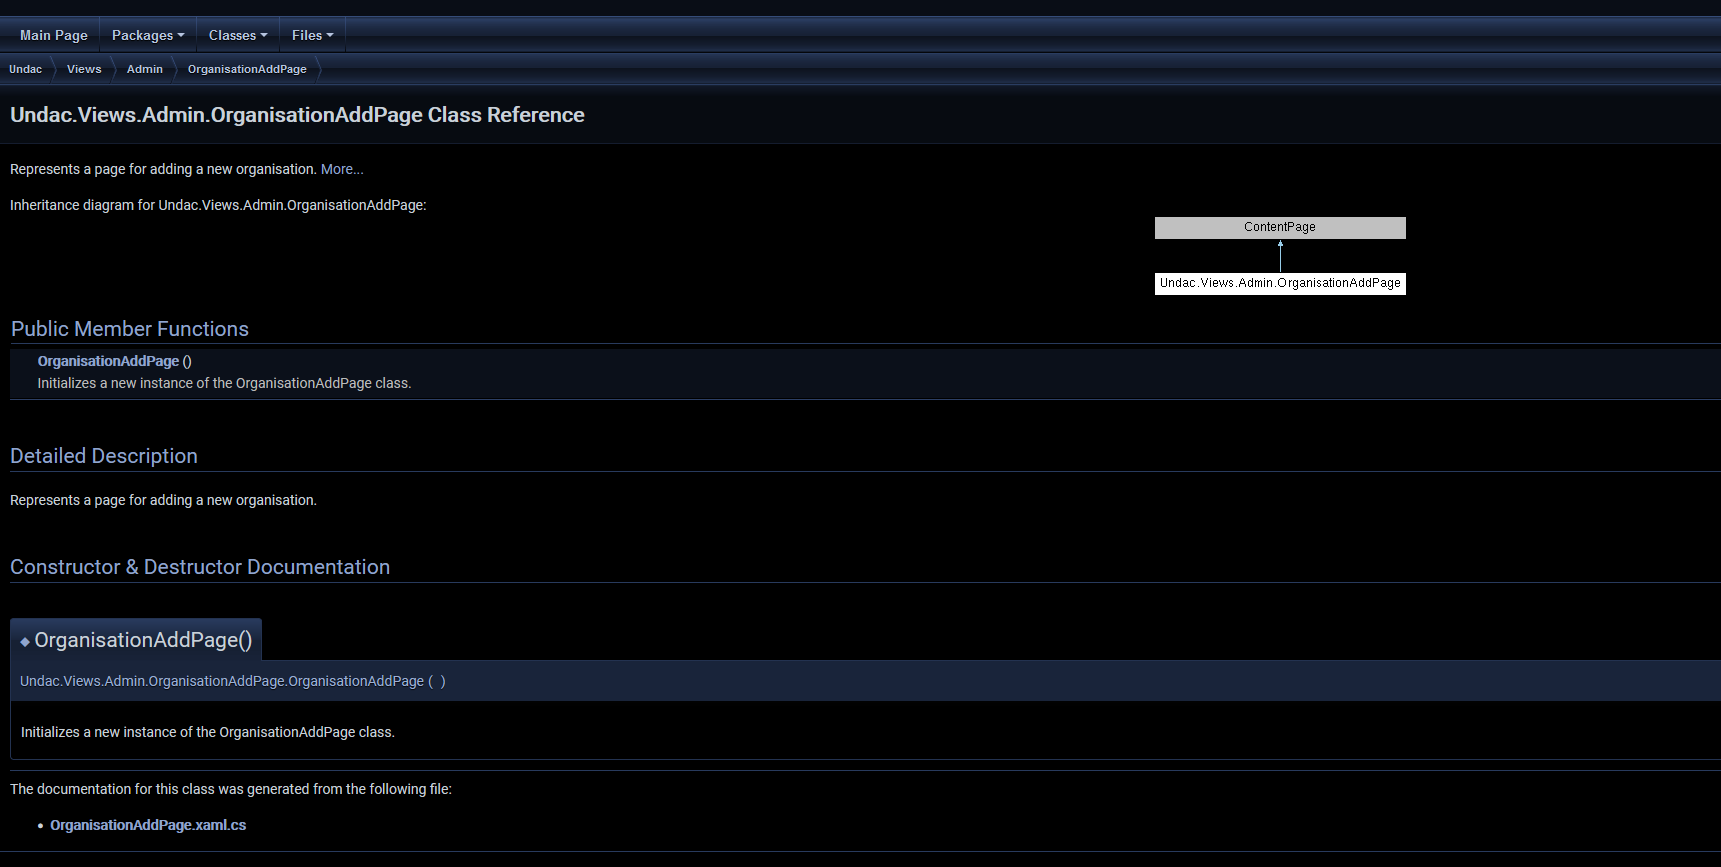 Main Page Packages Classes Files
Undac Views Admin OrganisationAddPage
Undac.Views.Admin.OrganisationAddPage Class Reference
Represents a page for adding a new organisation. More...
Inheritance diagram for Undac.Views.Admin.OrganisationAddPage:
ContentPage
Undac.Views.Admin.OrganisationAddPage
Public Member Functions
OrganisationAddPage ()
Initializes a new instance of the OrganisationAddPage class.
Detailed Description
Represents a page for adding a new organisation.
Constructor & Destructor Documentation
◆ OrganisationAddPage()
Undac.Views.Admin.OrganisationAddPage.OrganisationAddPage ( )
Initializes a new instance of the OrganisationAddPage class.
The documentation for this class was generated from the following file:
• OrganisationAddPage.xaml.cs